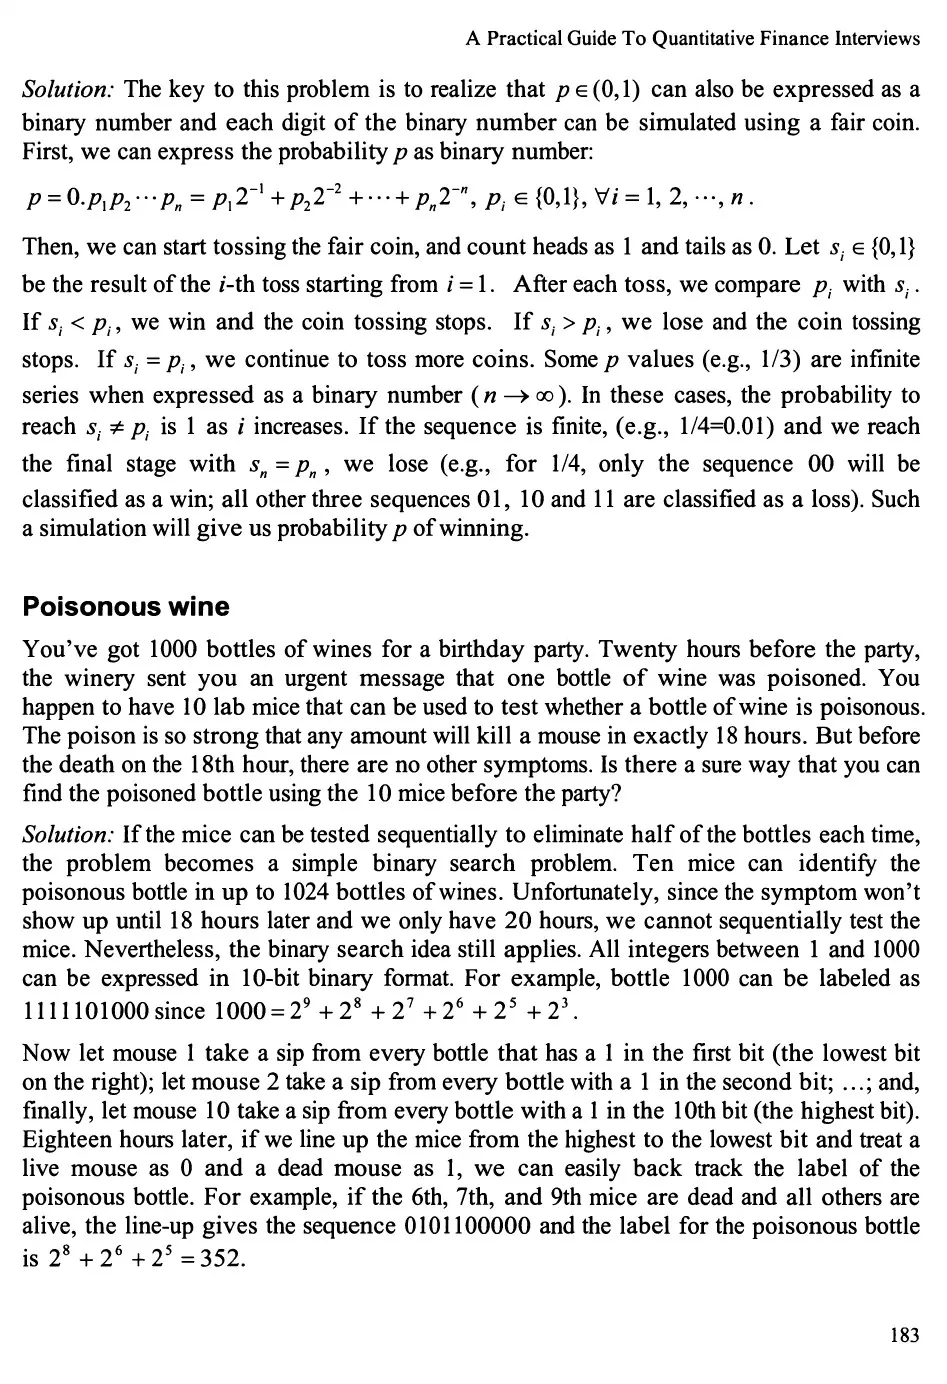 A Practical Guide To Quantitative Finance Interviews
Solution: The key to this problem is to realize that p ∈ (0,1) can also be expressed as a
binary number and each digit of the binary number can be simulated using a fair coin.
First, we can express the probability p as binary number:
p = 0.p₁p₂⋯pₙ = p₁2⁻¹ + p₂2⁻² + ⋯ + pₙ2⁻ⁿ, pᵢ ∈ {0,1}, ∀i = 1, 2, ⋯, n.
Then, we can start tossing the fair coin, and count heads as 1 and tails as 0. Let sᵢ ∈ {0,1}
be the result of the i-th toss starting from i = 1. After each toss, we compare pᵢ with sᵢ.
If sᵢ < pᵢ, we win and the coin tossing stops. If sᵢ > pᵢ, we lose and the coin tossing
stops. If sᵢ = pᵢ, we continue to toss more coins. Some p values (e.g., 1/3) are infinite
series when expressed as a binary number (n → ∞). In these cases, the probability to
reach sᵢ ≠ pᵢ is 1 as i increases. If the sequence is finite, (e.g., 1/4=0.01) and we reach
the final stage with sₙ = pₙ, we lose (e.g., for 1/4, only the sequence 00 will be
classified as a win; all other three sequences 01, 10 and 11 are classified as a loss). Such
a simulation will give us probability p of winning.
Poisonous wine
You've got 1000 bottles of wines for a birthday party. Twenty hours before the party,
the winery sent you an urgent message that one bottle of wine was poisoned. You
happen to have 10 lab mice that can be used to test whether a bottle of wine is poisonous.
The poison is so strong that any amount will kill a mouse in exactly 18 hours. But before
the death on the 18th hour, there are no other symptoms. Is there a sure way that you can
find the poisoned bottle using the 10 mice before the party?
Solution: If the mice can be tested sequentially to eliminate half of the bottles each time,
the problem becomes a simple binary search problem. Ten mice can identify the
poisonous bottle in up to 1024 bottles of wines. Unfortunately, since the symptom won't
show up until 18 hours later and we only have 20 hours, we cannot sequentially test the
mice. Nevertheless, the binary search idea still applies. All integers between 1 and 1000
can be expressed in 10-bit binary format. For example, bottle 1000 can be labeled as
1111101000 since 1000 = 2⁹ + 2⁸ + 2⁷ + 2⁶ + 2⁵ + 2³.
Now let mouse 1 take a sip from every bottle that has a 1 in the first bit (the lowest bit
on the right); let mouse 2 take a sip from every bottle with a 1 in the second bit; …; and,
finally, let mouse 10 take a sip from every bottle with a 1 in the 10th bit (the highest bit).
Eighteen hours later, if we line up the mice from the highest to the lowest bit and treat a
live mouse as 0 and a dead mouse as 1, we can easily back track the label of the
poisonous bottle. For example, if the 6th, 7th, and 9th mice are dead and all others are
alive, the line-up gives the sequence 0101100000 and the label for the poisonous bottle
is 2⁸ + 2⁶ + 2⁵ = 352.
183